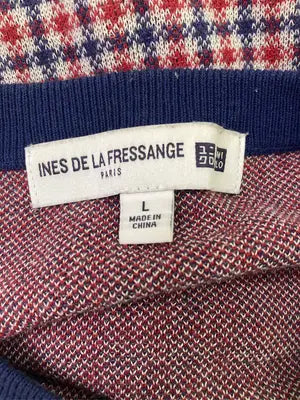 INES DE LA FRESSANGE
PARIS
ユニ
クロ
UNI
QLO
L
MADE IN
CHINA